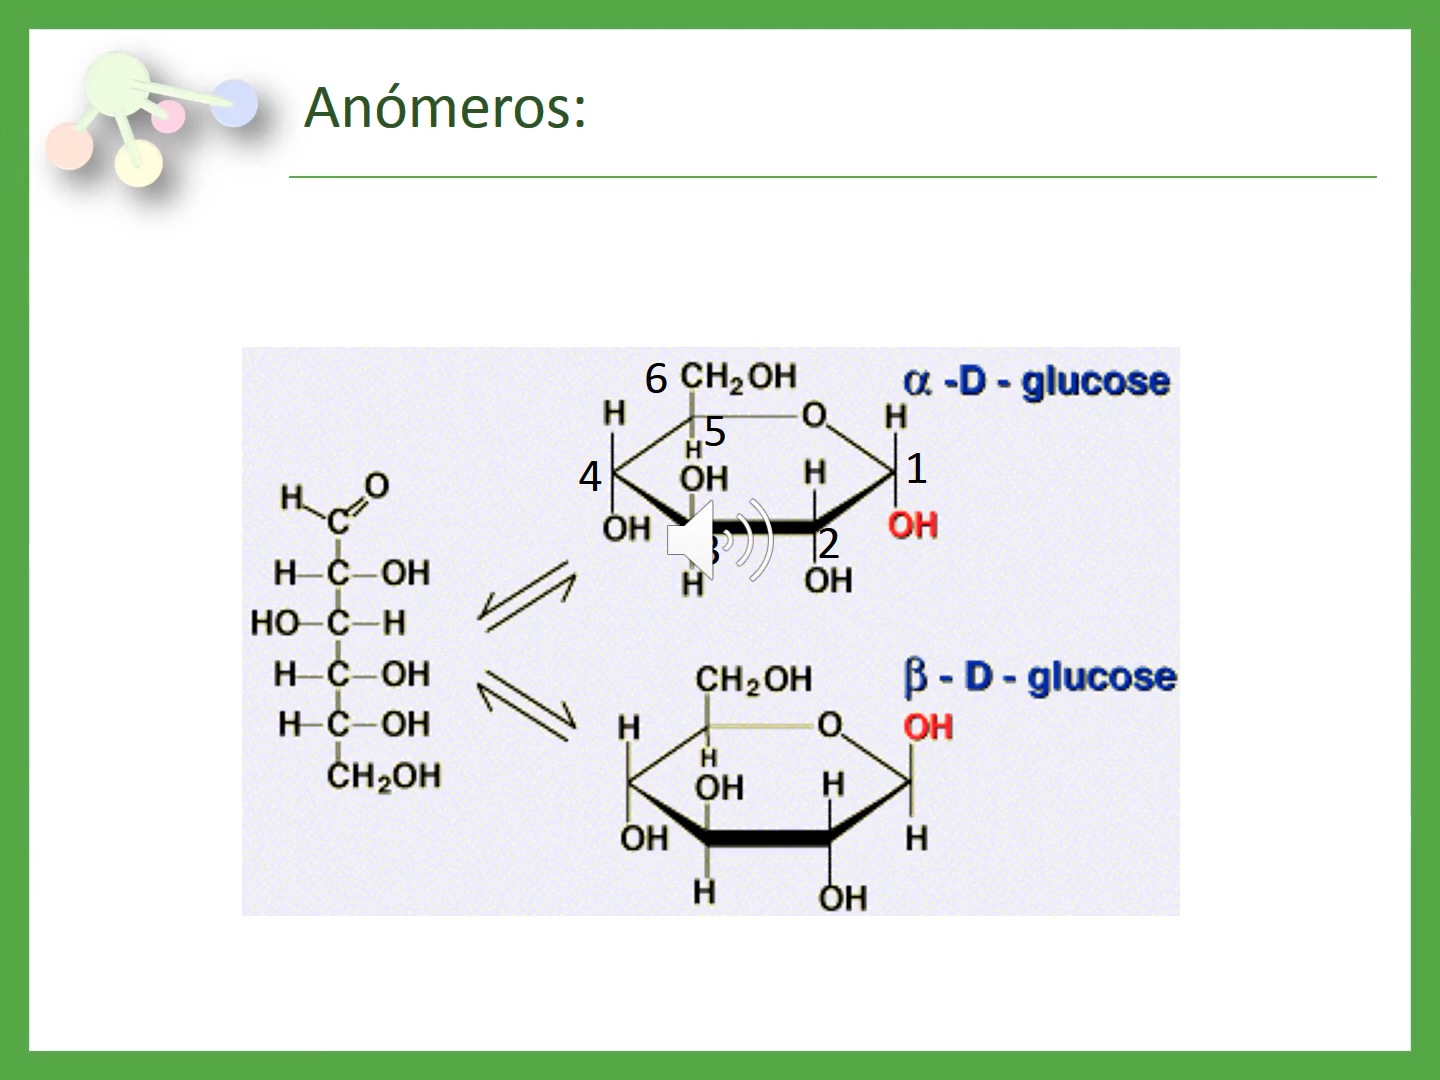 Anómeros:
6 CH₂OH
α -D - glucose
H
O
H
5
H
4
OH
H
1
OH
OH
2
H
OH
H
O
C
H–C–OH
HO–C–H
H–C–OH
H–C–OH
CH₂OH
CH₂OH
β - D - glucose
H
O
OH
H
OH
H
OH
H
H
OH